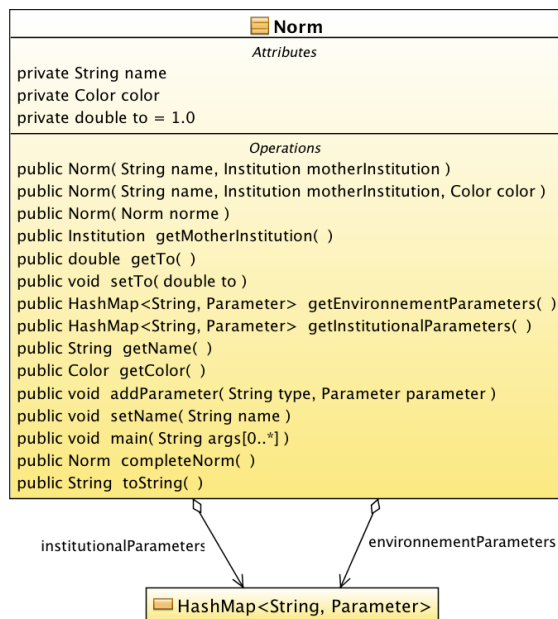 Norm
Attributes
private String name
private Color color
private double to = 1.0
Operations
public Norm( String name, Institution motherInstitution )
public Norm( String name, Institution motherInstitution, Color color )
public Norm( Norm norme )
public Institution getMotherInstitution( )
public double getTo( )
public void setTo( double to )
public HashMap<String, Parameter> getEnvironnementParameters( )
public HashMap<String, Parameter> getInstitutionalParameters( )
public String getName( )
public Color getColor( )
public void addParameter( String type, Parameter parameter )
public void setName( String name )
public void main( String args[0..*] )
public Norm completeNorm( )
public String toString( )
institutionalParameters
environnementParameters
HashMap<String, Parameter>